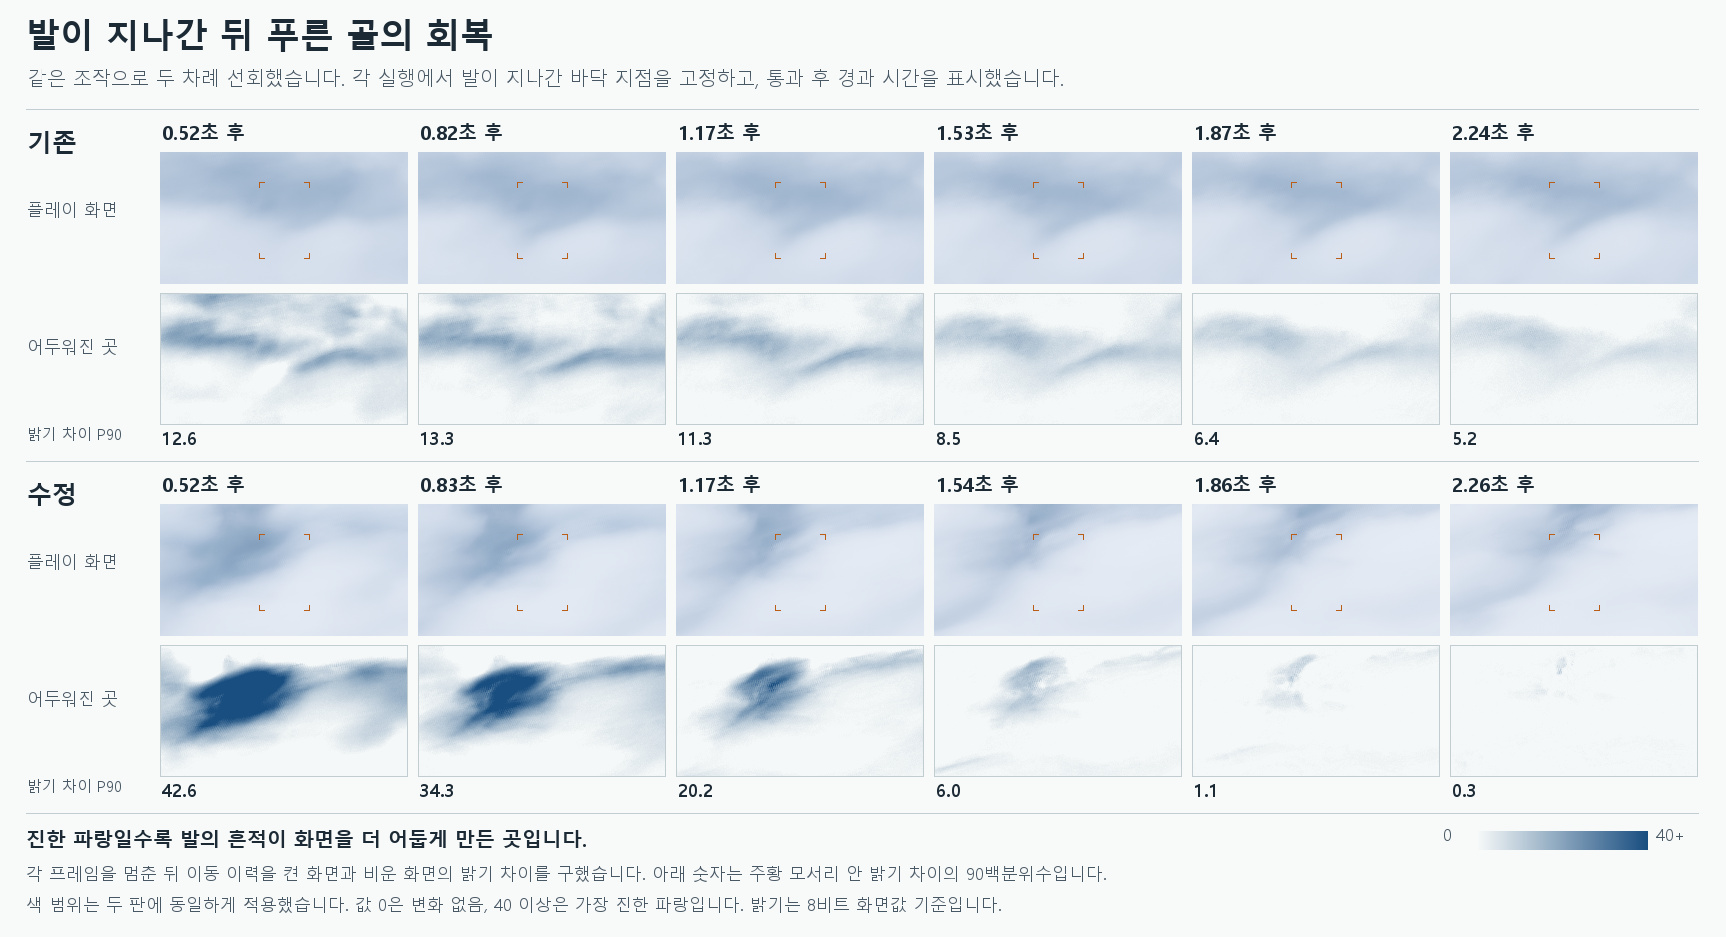 발이 지나간 뒤 푸른 골의 회복
같은 조작으로 두 차례 선회했습니다. 각 실행에서 발이 지나간 바닥 지점을 고정하고, 통과 후 경과 시간을 표시했습니다.
기존
0.52초 후 0.82초 후 1.17초 후 1.53초 후 1.87초 후 2.24초 후
플레이 화면
어두워진 곳
밝기 차이 P90
12.6 13.3 11.3 8.5 6.4 5.2
수정
0.52초 후 0.83초 후 1.17초 후 1.54초 후 1.86초 후 2.26초 후
플레이 화면
어두워진 곳
밝기 차이 P90
42.6 34.3 20.2 6.0 1.1 0.3
진한 파랑일수록 발의 흔적이 화면을 더 어둡게 만든 곳입니다.
0 40+
각 프레임을 멈춘 뒤 이동 이력을 켠 화면과 비운 화면의 밝기 차이를 구했습니다. 아래 숫자는 주황 모서리 안 밝기 차이의 90백분위수입니다.
색 범위는 두 판에 동일하게 적용했습니다. 값 0은 변화 없음, 40 이상은 가장 진한 파랑입니다. 밝기는 8비트 화면값 기준입니다.